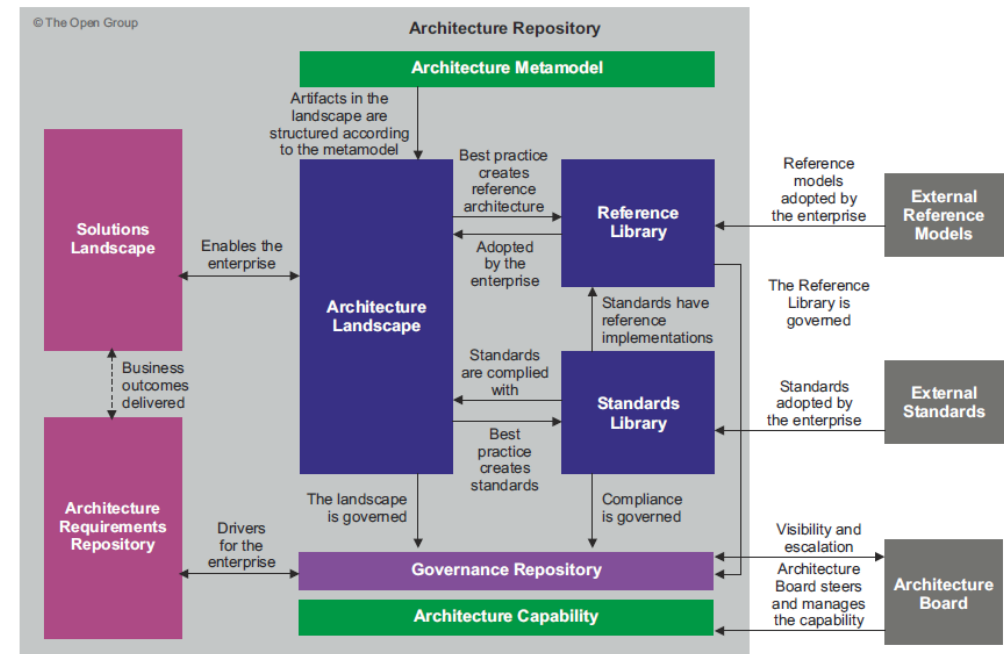 © The Open Group
Architecture Repository
Architecture Metamodel
Artifacts in the
landscape are
structured according
to the metamodel
Solutions
Landscape
Enables the
enterprise
Architecture
Landscape
Best practice
creates
reference
architecture
Adopted
by the
enterprise
Reference
Library
Reference
models
adopted by
the enterprise
External
Reference
Models
The Reference
Library is
governed
Standards have
reference
implementations
Business
outcomes
delivered
Standards
are complied
with
Best
practice
creates
standards
Standards
Library
Standards
adopted by
the enterprise
External
Standards
Architecture
Requirements
Repository
Drivers
for the
enterprise
The landscape
is governed
Compliance
is governed
Governance Repository
Architecture Capability
Visibility and
escalation
Architecture
Board steers
and manages
the capability
Architecture
Board